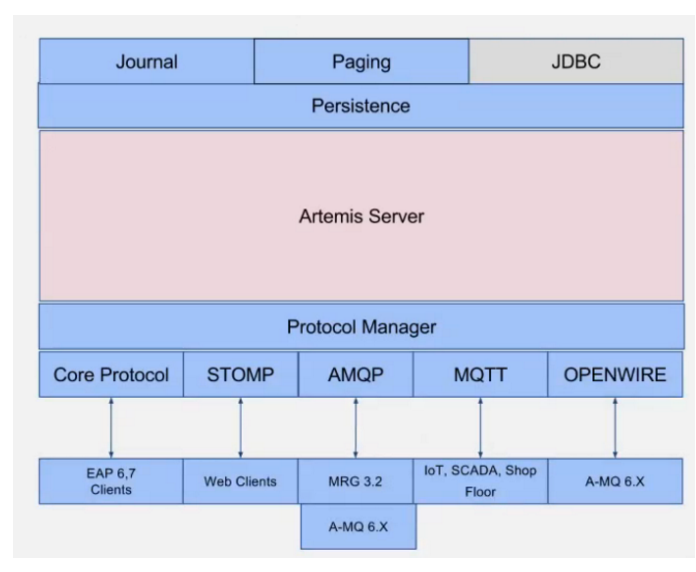 Journal
Paging
JDBC
Persistence
Artemis Server
Protocol Manager
Core Protocol
STOMP
AMQP
MQTT
OPENWIRE
EAP 6,7
Clients
Web Clients
MRG 3.2
IoT, SCADA, Shop
Floor
A-MQ 6.X
A-MQ 6.X